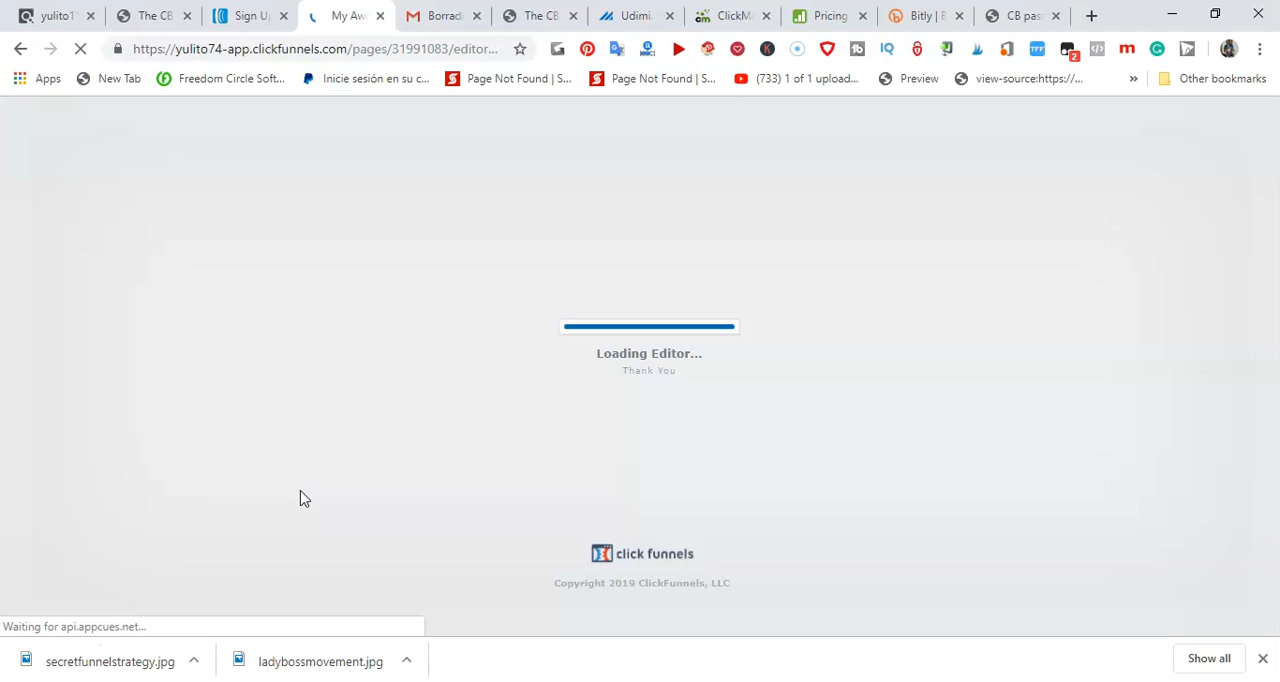 yulito11
The CB
Sign U
My Aw
Borrad
The CB
Udimi.
ClickM
Pricing
Bitly | B
CB pas
https://yulito74-app.clickfunnels.com/pages/31991083/editor...
Apps
New Tab
Freedom Circle Soft...
Inicie sesión en su c...
Page Not Found | S...
Page Not Found | S...
(733) 1 of 1 upload...
Preview
view-source:https://...
»
Other bookmarks
Loading Editor...
Thank You
click funnels
Copyright 2019 ClickFunnels, LLC
Waiting for api.appcues.net...
secretfunnelstrategy.jpg
ladybossmovement.jpg
Show all